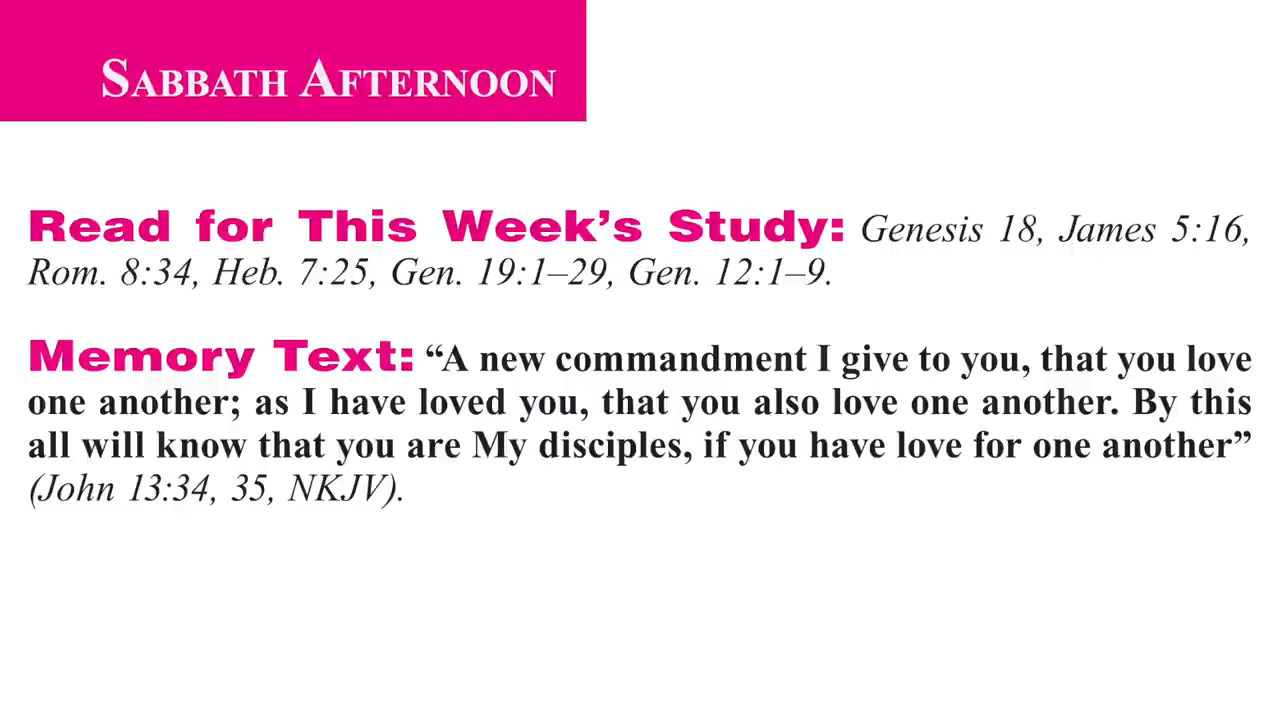 SABBATH AFTERNOON
Read for This Week’s Study: Genesis 18, James 5:16,
Rom. 8:34, Heb. 7:25, Gen. 19:1–29, Gen. 12:1–9.
Memory Text: “A new commandment I give to you, that you love
one another; as I have loved you, that you also love one another. By this
all will know that you are My disciples, if you have love for one another”
(John 13:34, 35, NKJV).